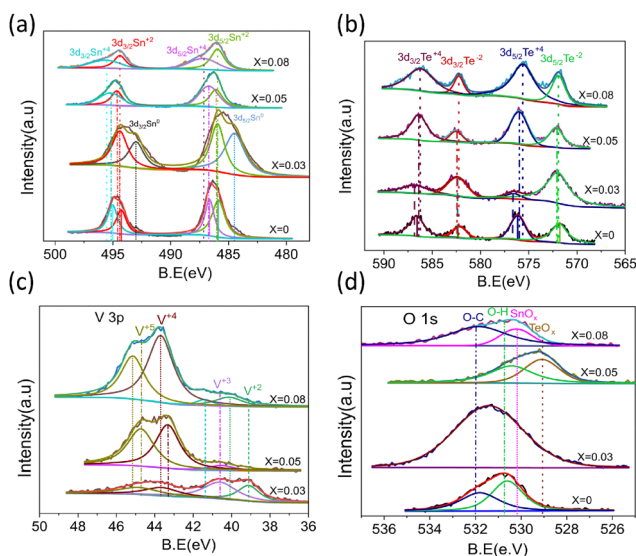 (a)
3d3/2Sn+4
3d3/2Sn+2
3d5/2Sn+4
3d5/2Sn+2
X=0.08
X=0.05
3d3/2Sn0
3d5/2Sn0
X=0.03
X=0
Intensity(a.u)
500 495 490 485 480
B.E(eV)
(b)
3d3/2Te+4
3d3/2Te-2
3d5/2Te+4
3d5/2Te-2
X=0.08
X=0.05
X=0.03
X=0
Intensity(a.u)
590 585 580 575 570 565
B.E(eV)
(c)
V 3p
V+5
V+4
V+3
V+2
X=0.08
X=0.05
X=0.03
Intensity(a.u)
50 48 46 44 42 40 38 36
B.E(eV)
(d)
O 1s
O-C
O-H
SnOx
TeOx
X=0.08
X=0.05
X=0.03
X=0
Intensity(a.u)
536 534 532 530 528 526
B.E(e.V)